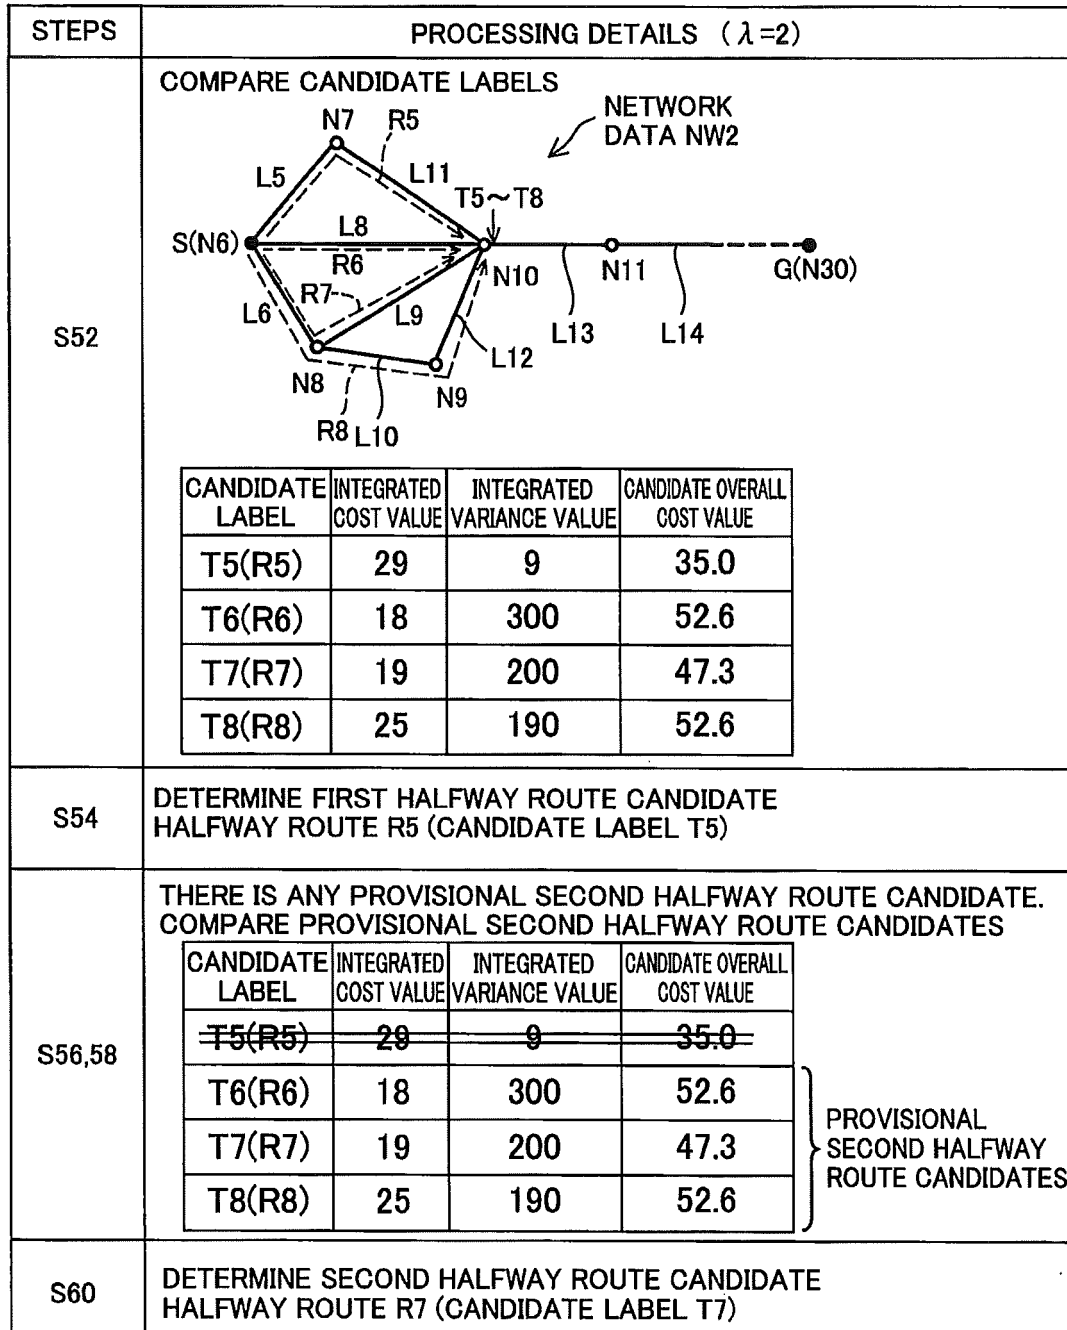 STEPS
PROCESSING DETAILS (λ=2)
S52
COMPARE CANDIDATE LABELS
NETWORK
DATA NW2
N7
R5
L5
L11
T5~T8
S(N6)
L8
R6
N10
N11
G(N30)
R7
L6
L9
L13
L14
L12
N8
N9
R8
L10
CANDIDATE LABEL
INTEGRATED COST VALUE
INTEGRATED VARIANCE VALUE
CANDIDATE OVERALL COST VALUE
T5(R5) 29 9 35.0
T6(R6) 18 300 52.6
T7(R7) 19 200 47.3
T8(R8) 25 190 52.6
S54
DETERMINE FIRST HALFWAY ROUTE CANDIDATE
HALFWAY ROUTE R5 (CANDIDATE LABEL T5)
S56,58
THERE IS ANY PROVISIONAL SECOND HALFWAY ROUTE CANDIDATE.
COMPARE PROVISIONAL SECOND HALFWAY ROUTE CANDIDATES
CANDIDATE LABEL
INTEGRATED COST VALUE
INTEGRATED VARIANCE VALUE
CANDIDATE OVERALL COST VALUE
T5(R5) 29 9 35.0
T6(R6) 18 300 52.6
T7(R7) 19 200 47.3
T8(R8) 25 190 52.6
PROVISIONAL
SECOND HALFWAY
ROUTE CANDIDATES
S60
DETERMINE SECOND HALFWAY ROUTE CANDIDATE
HALFWAY ROUTE R7 (CANDIDATE LABEL T7)